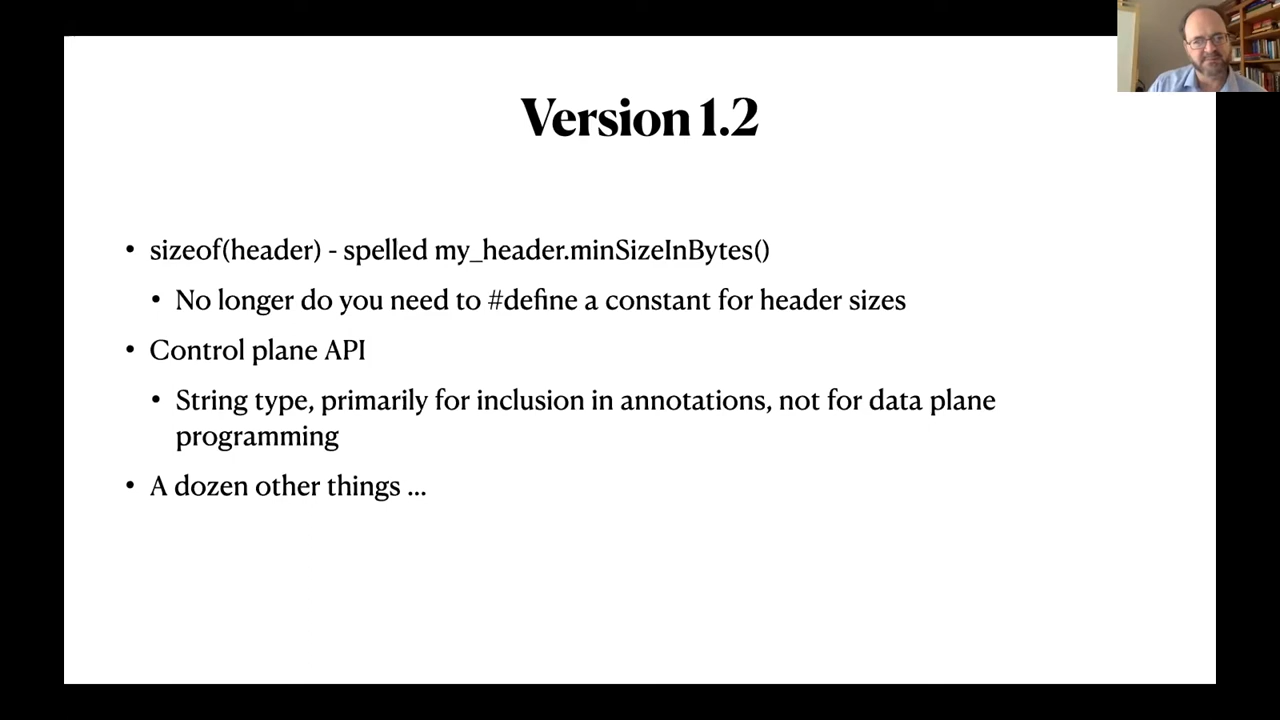 Version 1.2
• sizeof(header) - spelled my_header.minSizeInBytes()
• No longer do you need to #define a constant for header sizes
• Control plane API
• String type, primarily for inclusion in annotations, not for data plane
programming
• A dozen other things ...